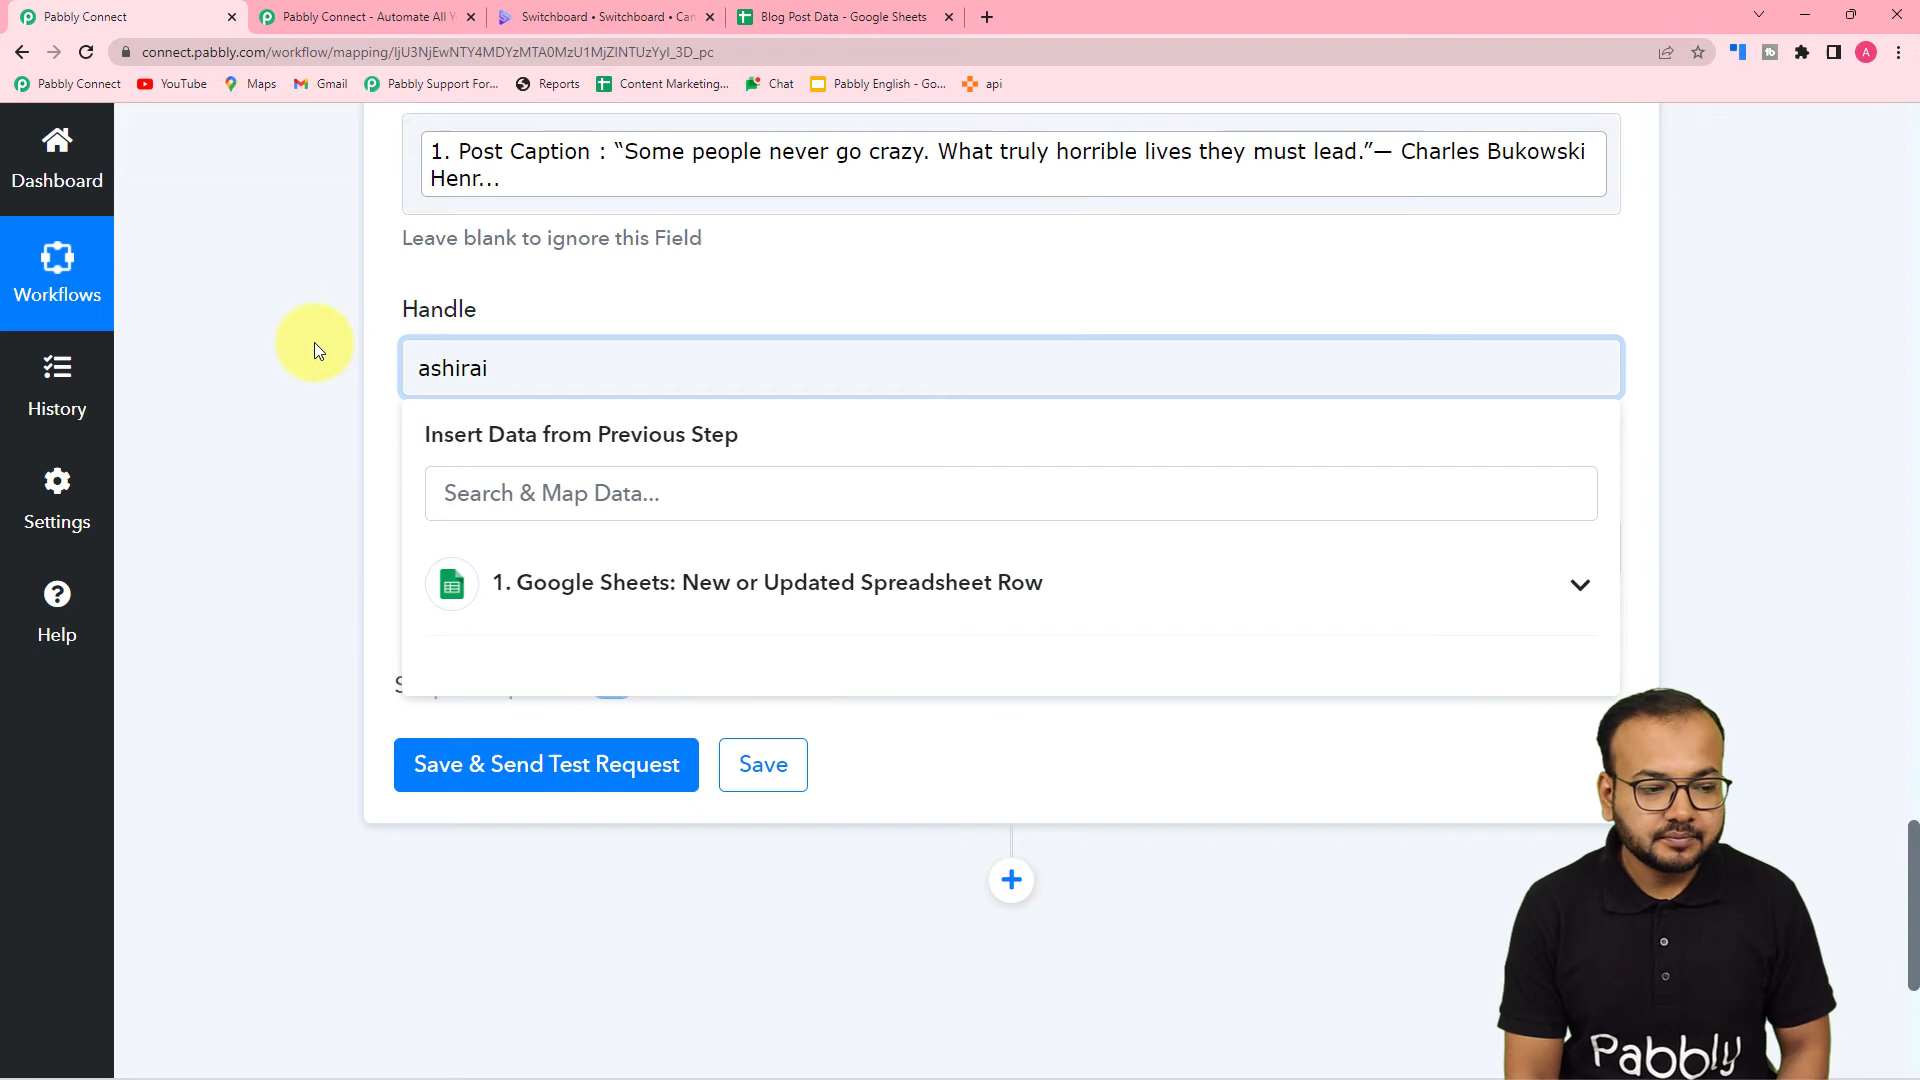 Pabbly Connect
Pabbly Connect - Automate All Y
Switchboard • Switchboard • Can
Blog Post Data - Google Sheets
connect.pabbly.com/workflow/mapping/IjU3NjEwNTY4MDYzMTA0MzU1MjZlNTUzYyI_3D_pc
Pabbly Connect
YouTube
Maps
Gmail
Pabbly Support For...
Reports
Content Marketing...
Chat
Pabbly English - Go...
api
Dashboard
Workflows
History
Settings
Help
1. Post Caption : “Some people never go crazy. What truly horrible lives they must lead.”― Charles Bukowski
Henr...
Leave blank to ignore this Field
Handle
ashirai
Insert Data from Previous Step
Search & Map Data...
1. Google Sheets: New or Updated Spreadsheet Row
Save & Send Test Request
Save
Pabbly